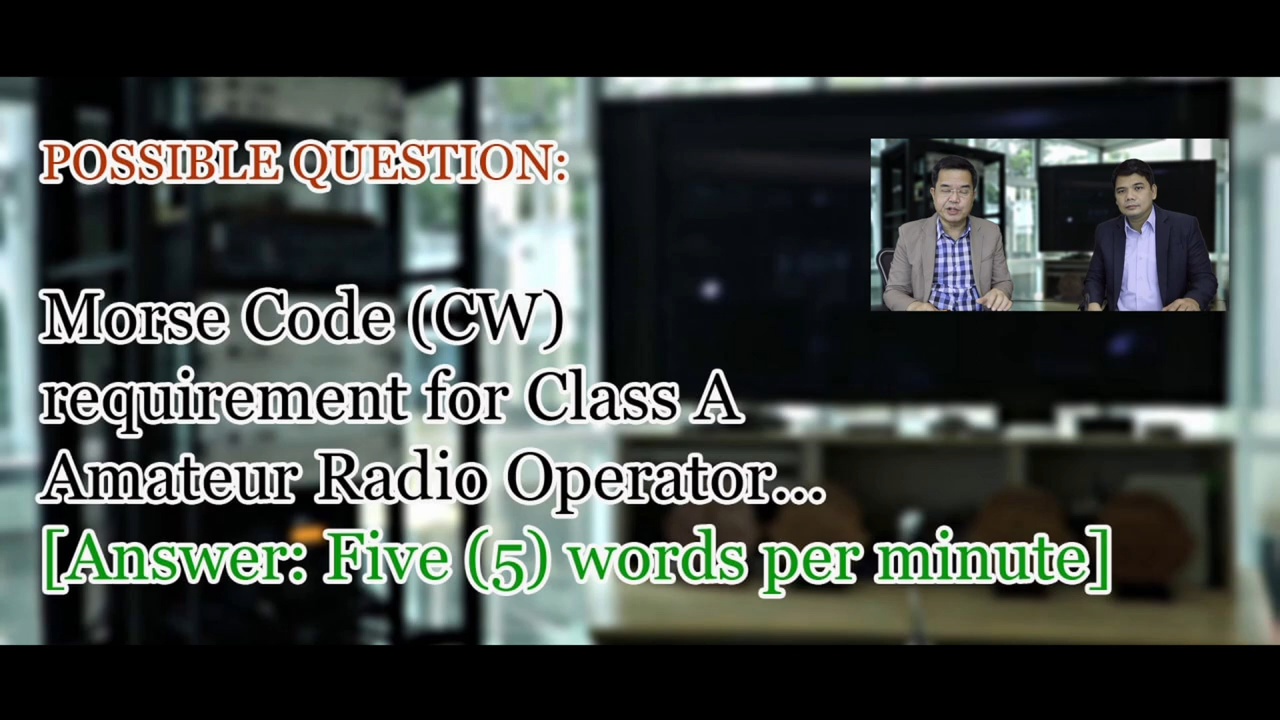 POSSIBLE QUESTION:
Morse Code (CW)
requirement for Class A
Amateur Radio Operator...
[Answer: Five (5) words per minute]